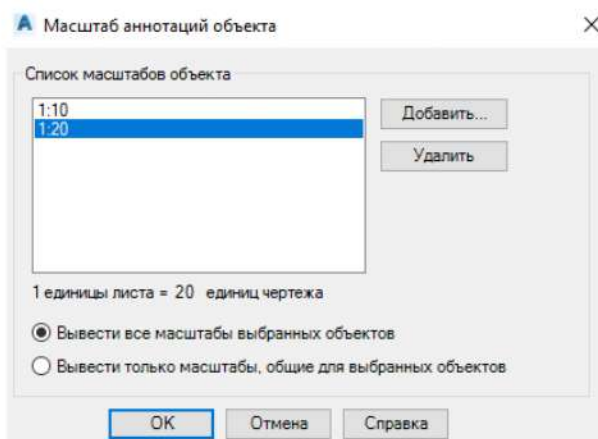 Масштаб аннотаций объекта
Список масштабов объекта
1:10
1:20
Добавить...
Удалить
1 единицы листа = 20 единиц чертежа
Вывести все масштабы выбранных объектов
Вывести только масштабы, общие для выбранных объектов
OK Отмена Справка